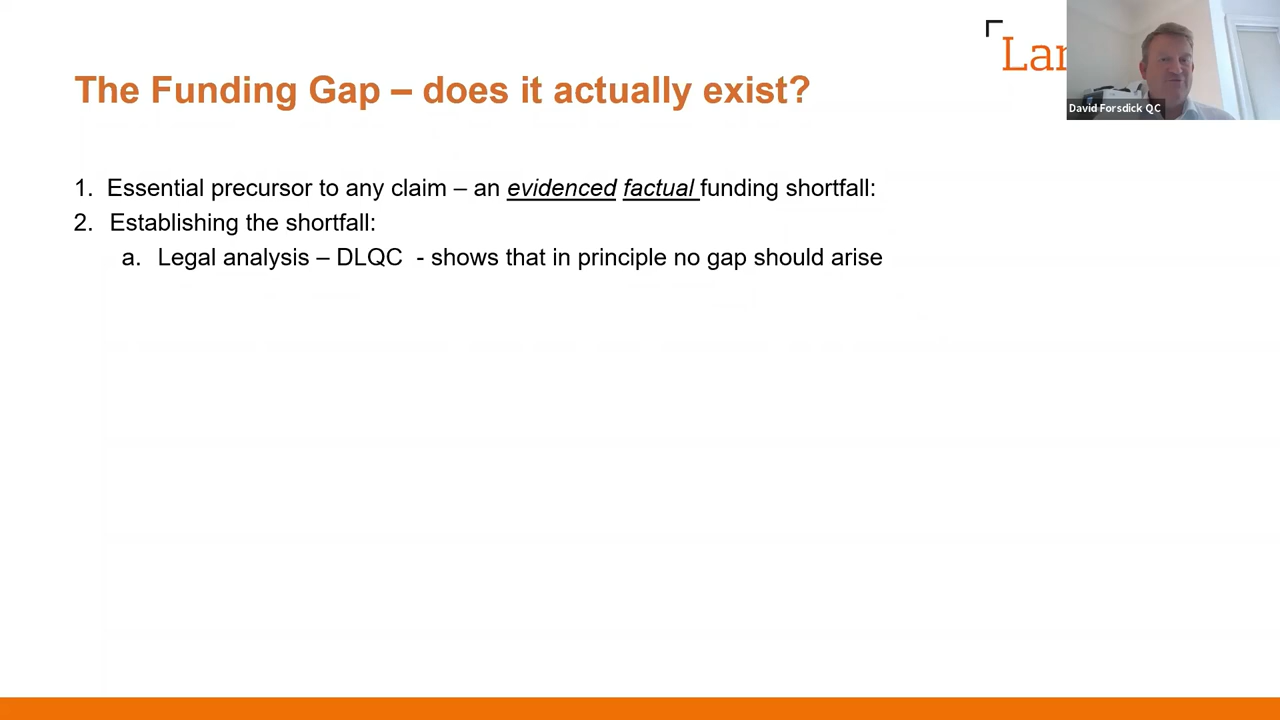 The Funding Gap – does it actually exist?
David Forsdick QC
1. Essential precursor to any claim – an evidenced factual funding shortfall:
2. Establishing the shortfall:
a. Legal analysis – DLQC - shows that in principle no gap should arise